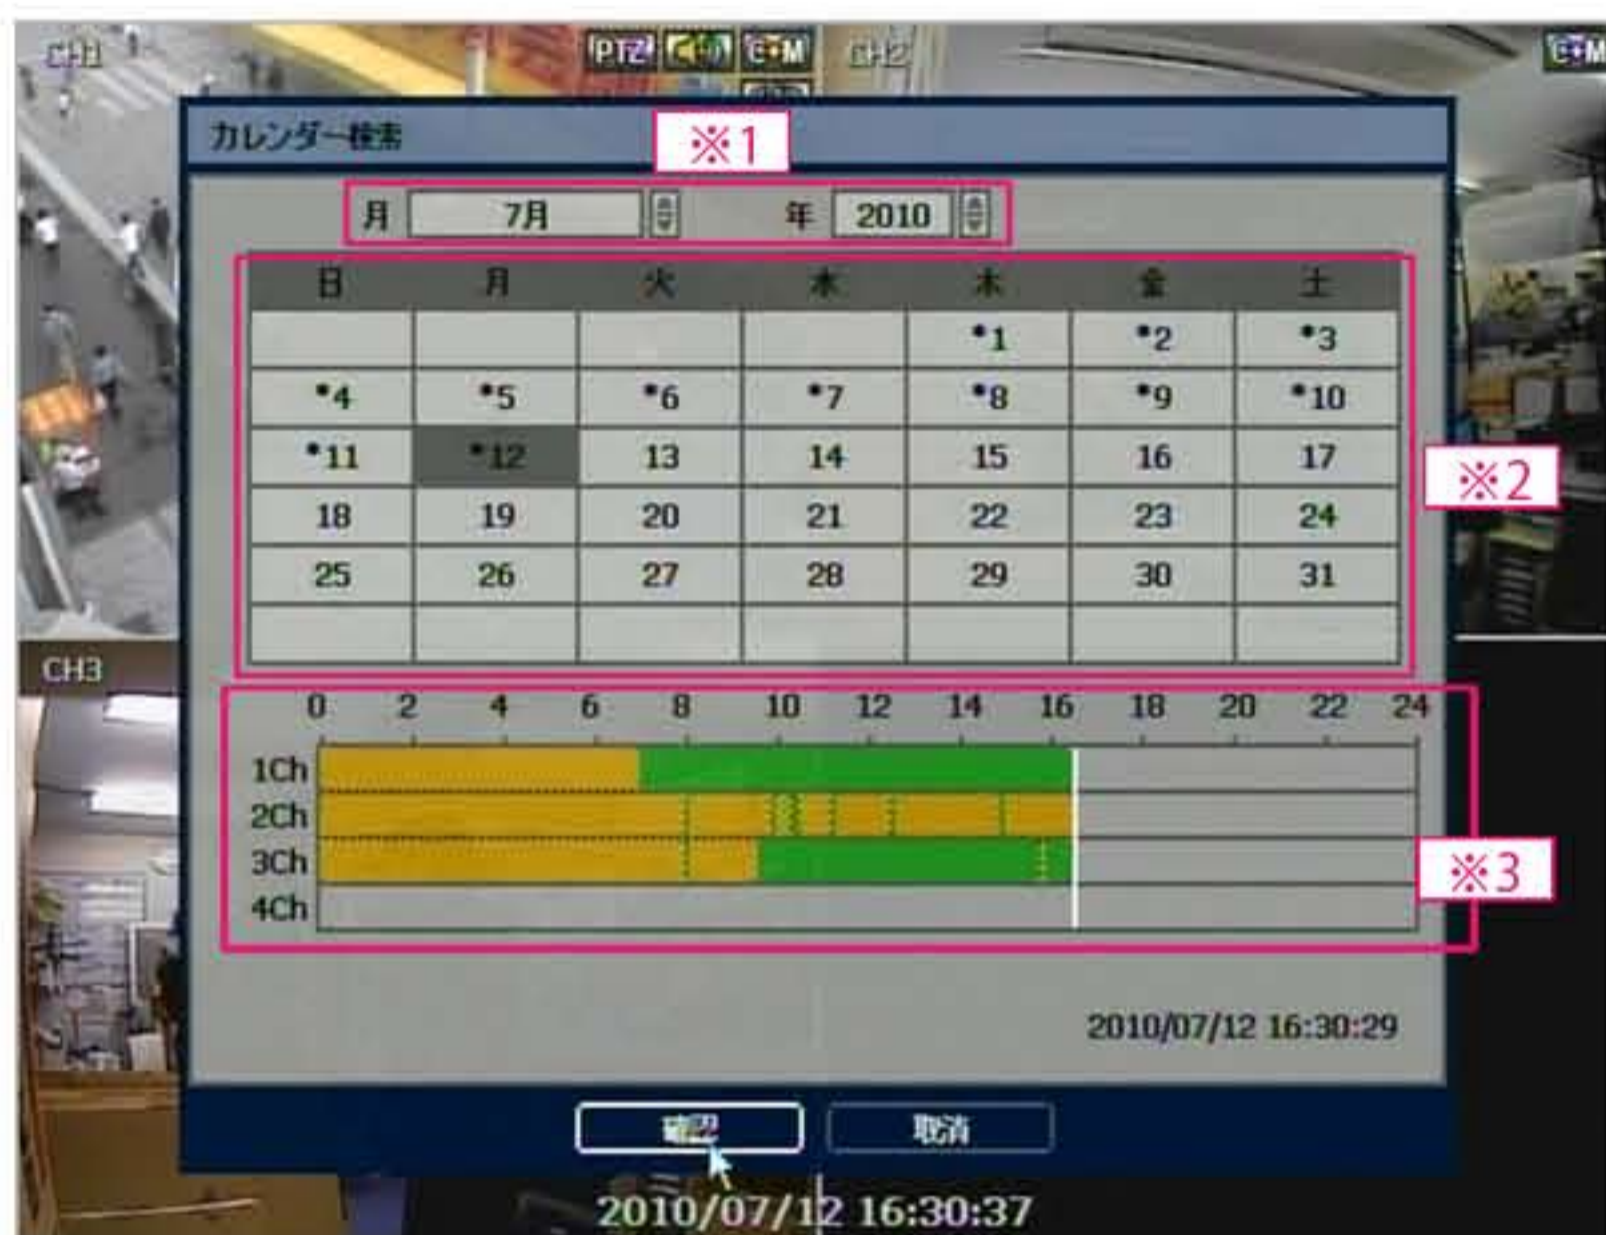 CH1 PTZ C+M CH2 C+M
カレンダー検索
※1
月 7月 年 2010
日 月 火 水 木 金 土
•1 •2 •3
•4 •5 •6 •7 •8 •9 •10
•11 •12 13 14 15 16 17
※2
18 19 20 21 22 23 24
25 26 27 28 29 30 31
CH3
0 2 4 6 8 10 12 14 16 18 20 22 24
1Ch
2Ch
3Ch
※3
4Ch
2010/07/12 16:30:29
確認 取消
2010/07/12 16:30:37